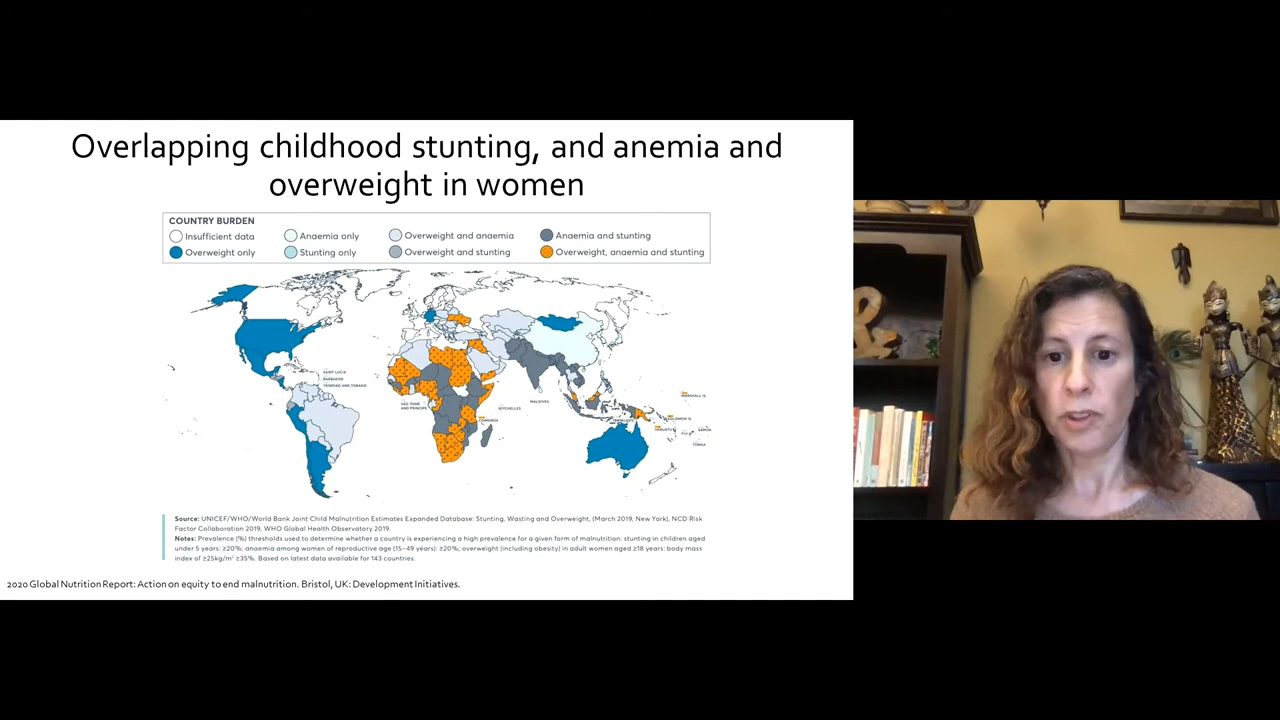 Overlapping childhood stunting, and anemia and
overweight in women
COUNTRY BURDEN
Insufficient data
Anaemia only
Overweight and anaemia
Anaemia and stunting
Overweight only
Stunting only
Overweight and stunting
Overweight, anaemia and stunting
SAINT LUCIA
BARBADOS
TRINIDAD AND TOBAGO
SÃO TOMÉ
AND PRINCIPE
SEYCHELLES
COMOROS
MALDIVES
MARSHALL IS
SOLOMON IS
VANUATU
FIJI
SAMOA
TONGA
Source: UNICEF/WHO/World Bank Joint Child Malnutrition Estimates Expanded Database: Stunting, Wasting and Overweight, (March 2019, New York), NCD Risk
Factor Collaboration 2019, WHO Global Health Observatory 2019.
Notes: Prevalence (%) thresholds used to determine whether a country is experiencing a high prevalence for a given form of malnutrition: stunting in children aged
under 5 years: ≥20%; anaemia among women of reproductive age (15–49 years): ≥20%; overweight (including obesity) in adult women aged ≥18 years: body mass
index of ≥25kg/m² ≥35%. Based on latest data available for 143 countries.
2020 Global Nutrition Report: Action on equity to end malnutrition. Bristol, UK: Development Initiatives.